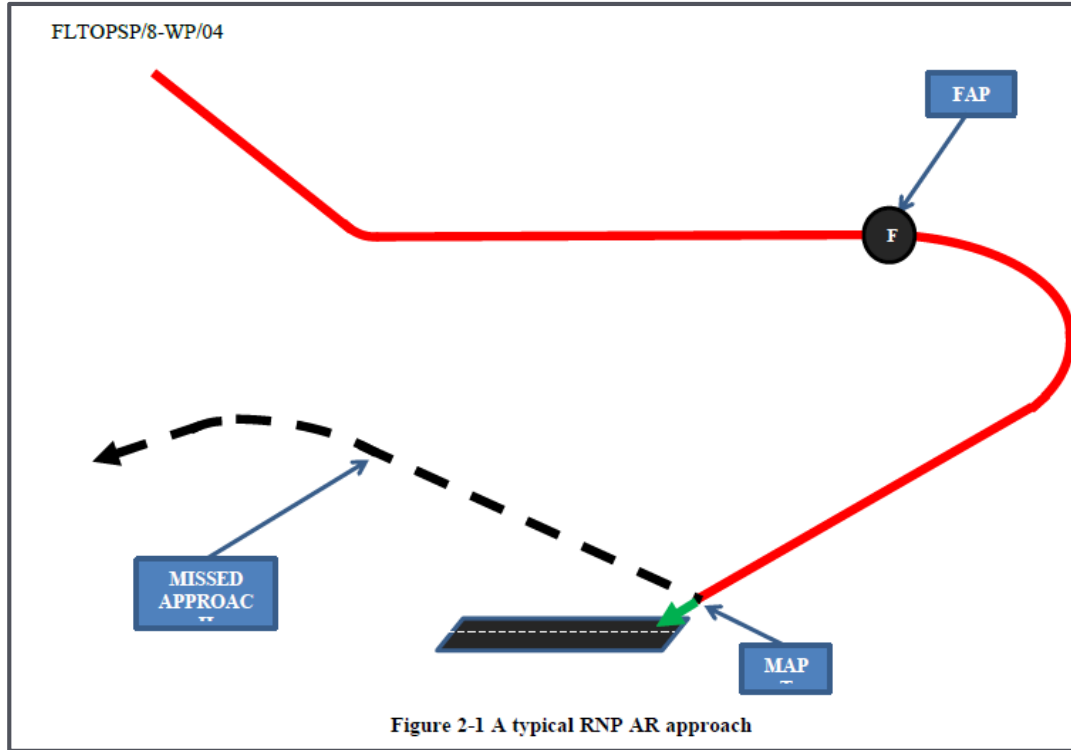 FLTOPSP/8-WP/04
FAP
F
MISSED
APPROAC
MAP
Figure 2-1 A typical RNP AR approach